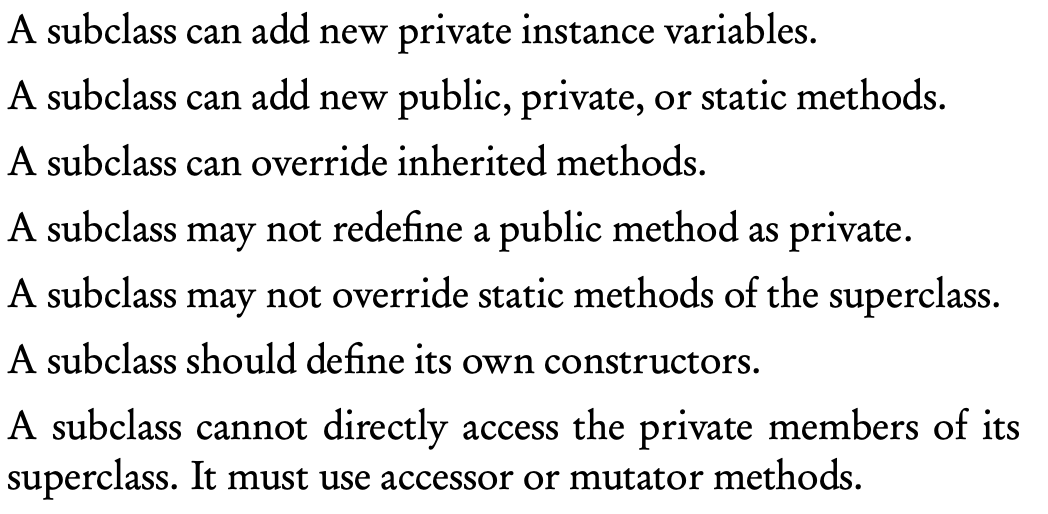 A subclass can add new private instance variables.
A subclass can add new public, private, or static methods.
A subclass can override inherited methods.
A subclass may not redefine a public method as private.
A subclass may not override static methods of the superclass.
A subclass should define its own constructors.
A subclass cannot directly access the private members of its
superclass. It must use accessor or mutator methods.